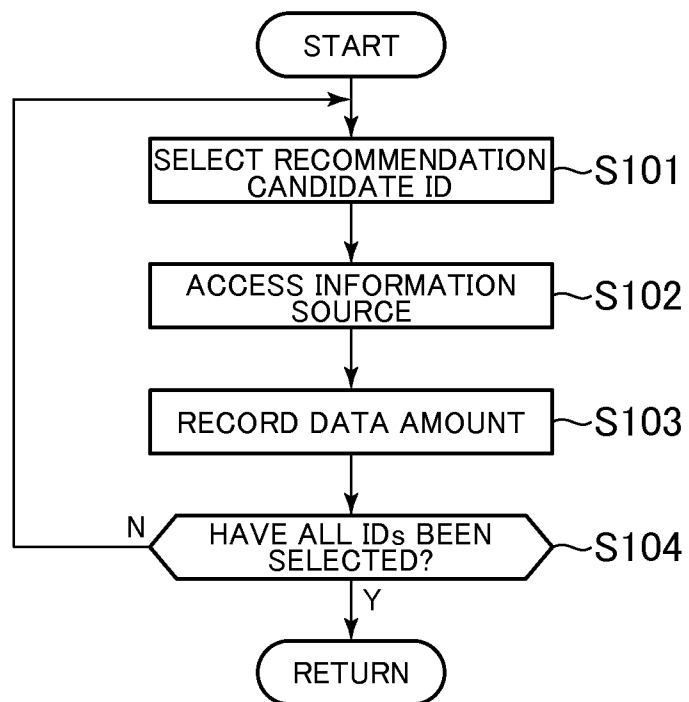 START
SELECT RECOMMENDATION
CANDIDATE ID
S101
ACCESS INFORMATION
SOURCE
S102
RECORD DATA AMOUNT
S103
N
HAVE ALL IDs BEEN
SELECTED?
S104
Y
RETURN